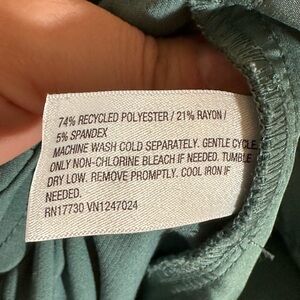 74% RECYCLED POLYESTER / 21% RAYON /
5% SPANDEX
MACHINE WASH COLD SEPARATELY. GENTLE CYCLE.
ONLY NON-CHLORINE BLEACH IF NEEDED. TUMBLE
DRY LOW. REMOVE PROMPTLY. COOL IRON IF
NEEDED.
RN17730 VN1247024